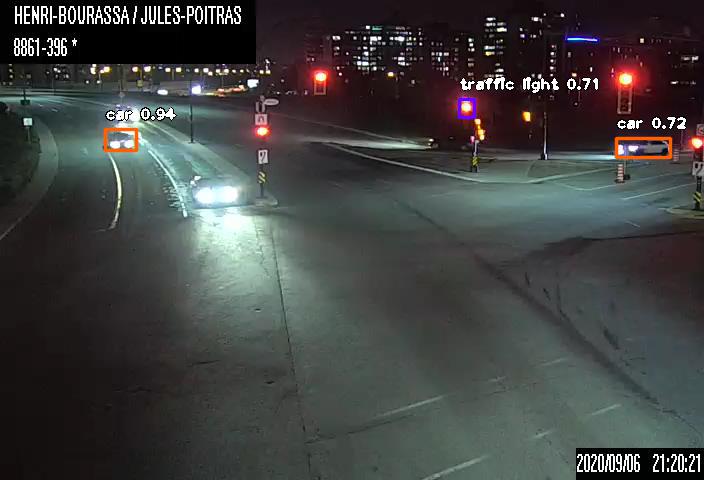 HENRI-BOURASSA / JULES-POITRAS
8861-396 *
traffic light 0.71
car 0.94
car 0.72
2020/09/06 21:20:21